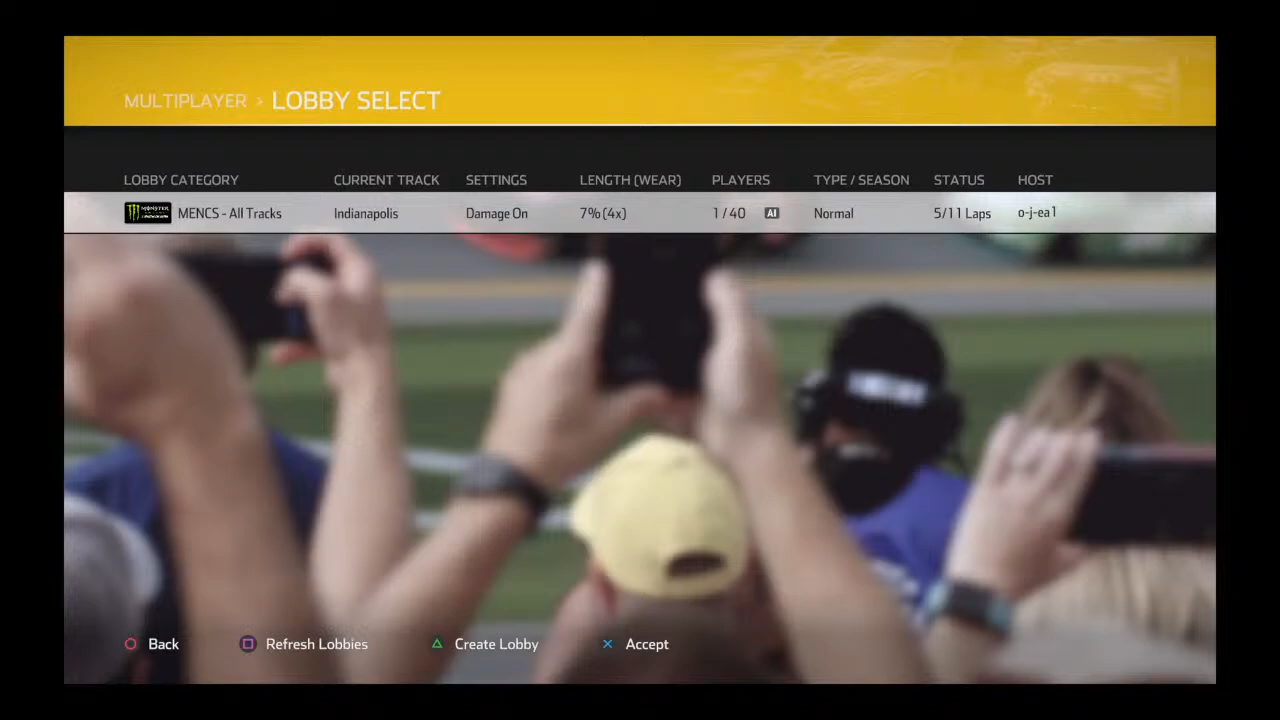 MULTIPLAYER > LOBBY SELECT
LOBBY CATEGORY CURRENT TRACK SETTINGS LENGTH (WEAR) PLAYERS TYPE / SEASON STATUS HOST
MONSTER MENCS - All Tracks Indianapolis Damage On 7% (4x) 1 / 40 AI Normal 5/11 Laps o-j-ea1
Back Refresh Lobbies Create Lobby Accept